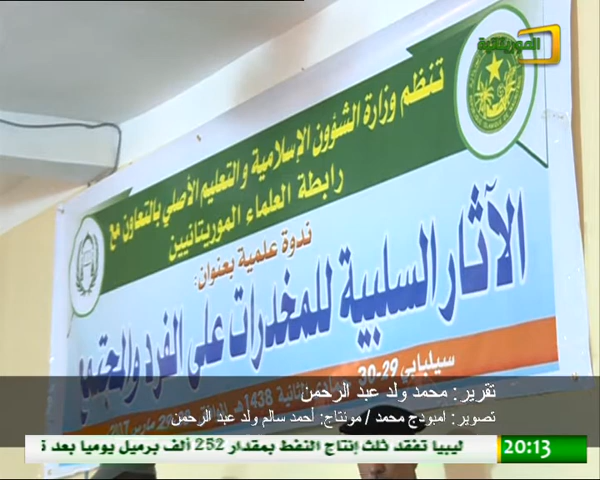 الموريتانية
تنظم وزارة الشؤون الإسلامية والتعليم الأصلي بالتعاون مع
رابطة العلماء الموريتانيين
ندوة علمية بعنوان:
الآثار السلبية للمخدرات على الفرد والمجتمع
سيلبابي 29-30
الثانية 1438
تقرير: محمد ولد عبد الرحمن
تصوير: امبودج محمد / مونتاج: أحمد سالم ولد عبد الرحمن
ليبيا تفقد ثلث إنتاج النفط بمقدار 252 ألف برميل يوميا بعد
20:13